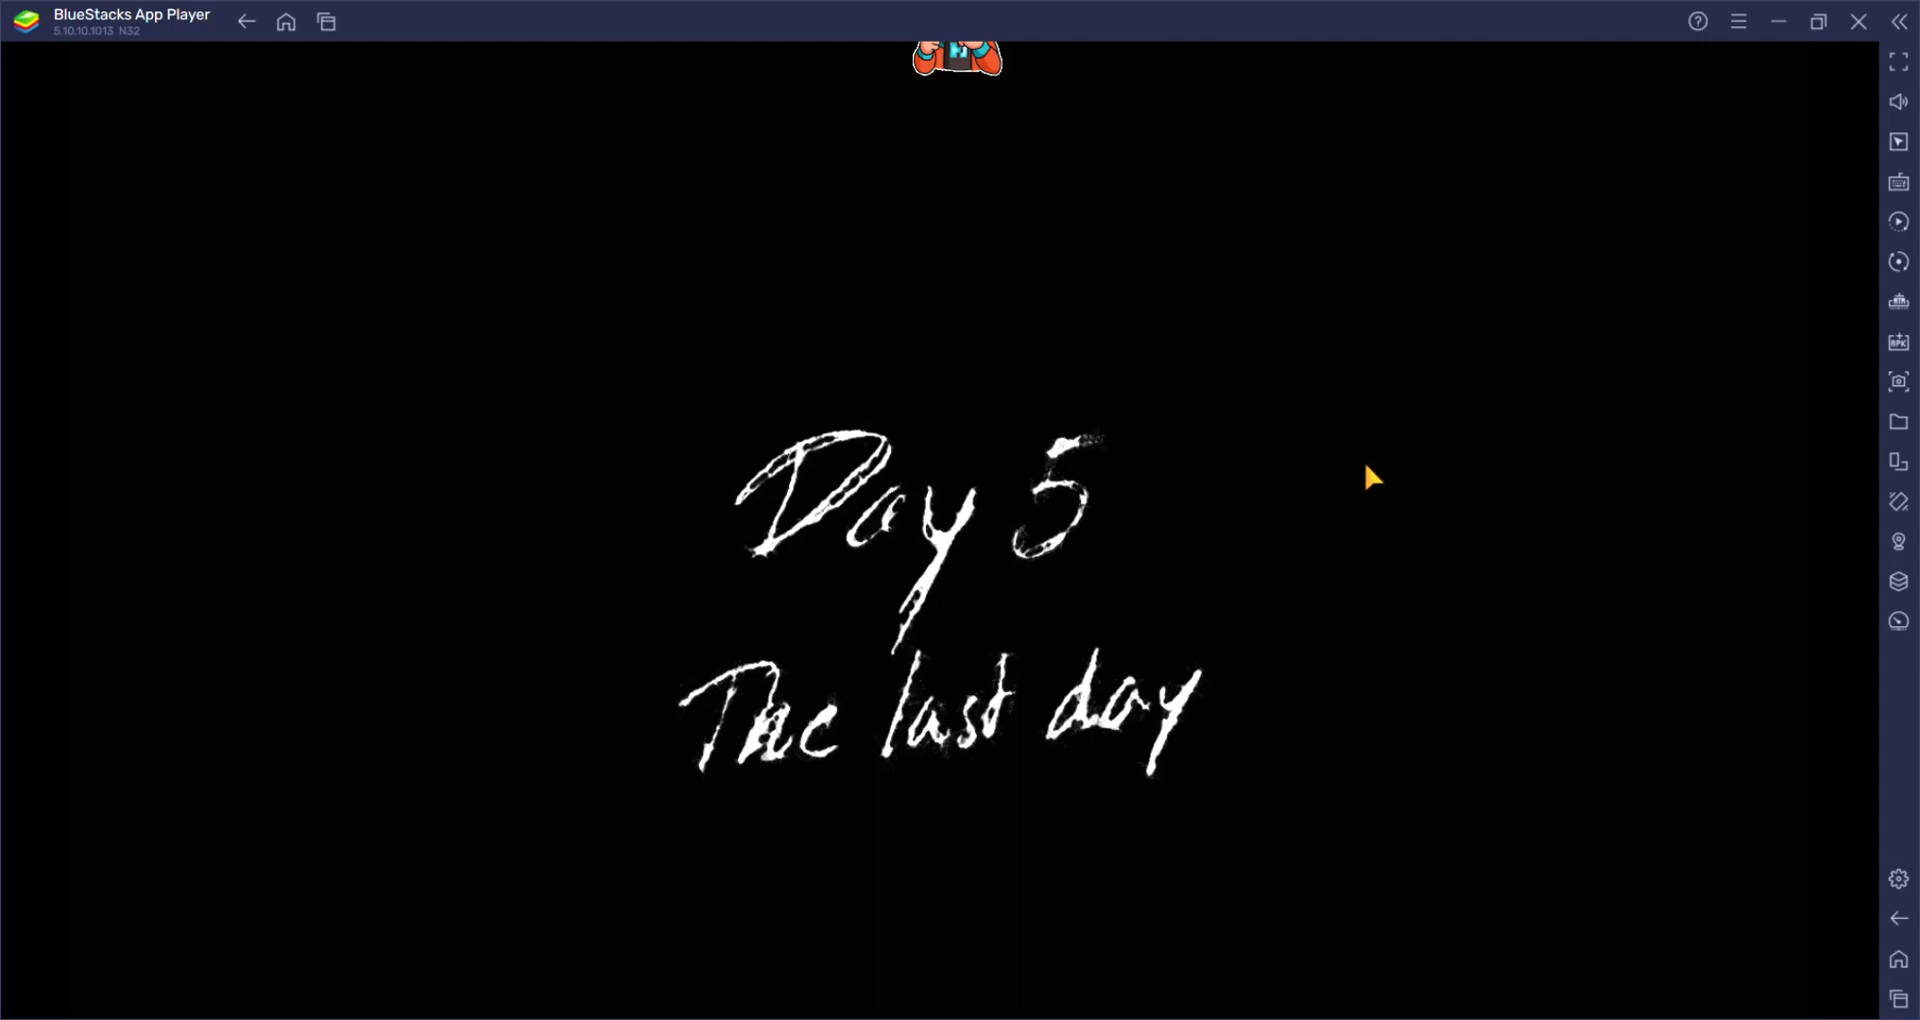 BlueStacks App Player
5.10.10.1013 N32
Day 5
The last day